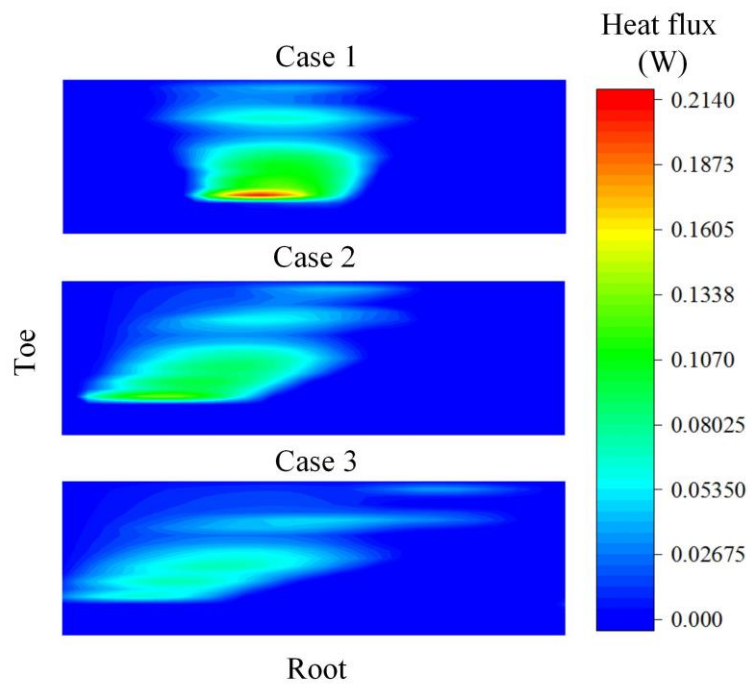 Heat flux
(W)
Case 1
0.2140
0.1873
0.1605
Case 2
0.1338
Toe
0.1070
0.08025
Case 3
0.05350
0.02675
0.000
Root